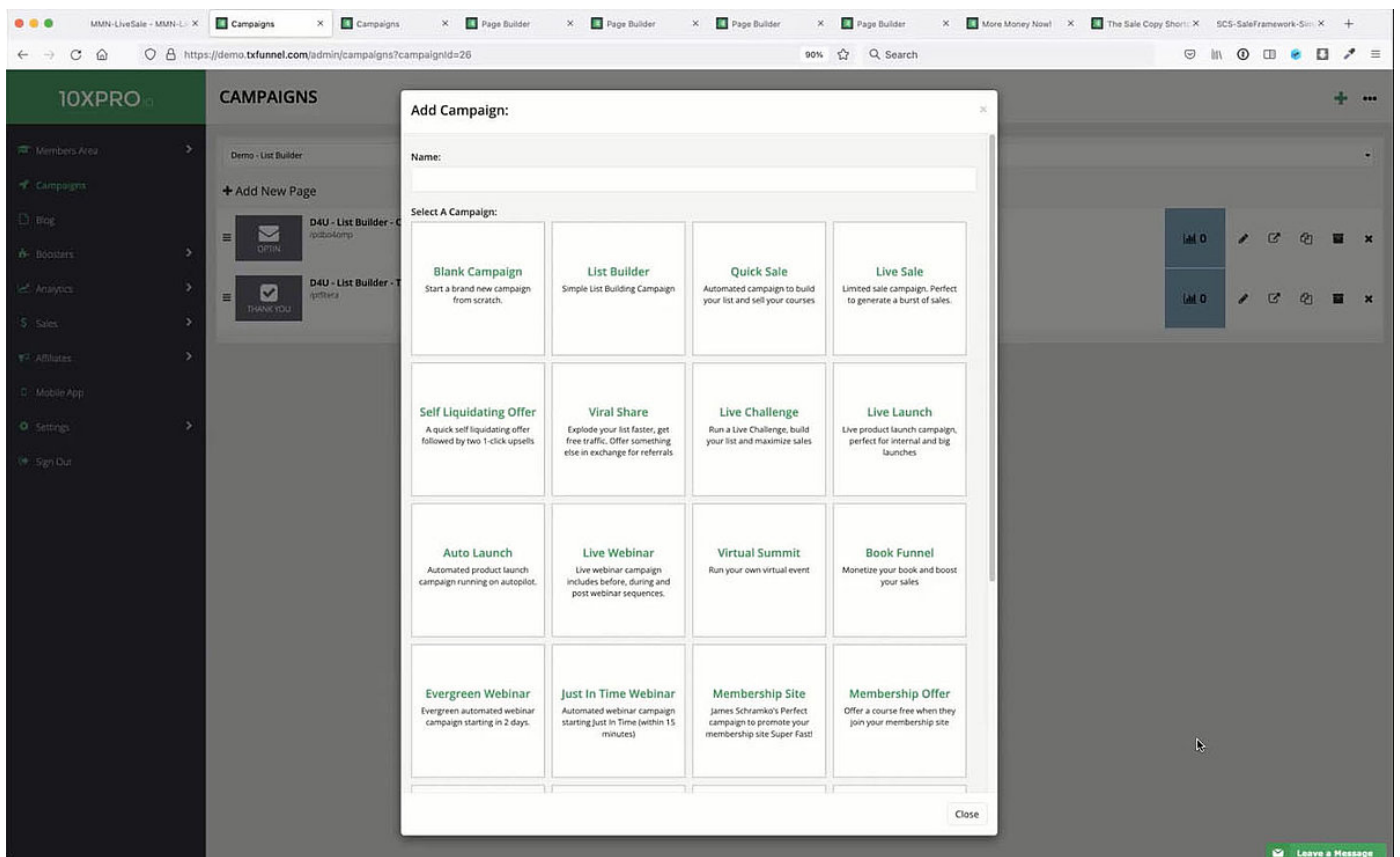 MMN-LiveSale - MMN-Li
Campaigns
Campaigns
Page Builder
Page Builder
Page Builder
Page Builder
More Money Now!
The Sale Copy Short
SCS-SaleFramework-Sim
https://demo.txfunnel.com/admin/campaigns?campaignId=26
90%
Search
10XPRO.io
CAMPAIGNS
Members Area
Campaigns
Blog
Boosters
Analytics
$ Sales
Affiliates
Mobile App
Settings
Sign Out
Demo - List Builder
+ Add New Page
OPTIN
D4U - List Builder -
THANK YOU
D4U - List Builder - T
0
0
Add Campaign:
Name:
Select A Campaign:
Blank Campaign
Start a brand new campaign
from scratch.
List Builder
Simple List Building Campaign
Quick Sale
Automated campaign to build
your list and sell your courses
Live Sale
Limited sale campaign. Perfect
to generate a burst of sales.
Self Liquidating Offer
A quick self liquidating offer
followed by two 1-click upsells
Viral Share
Explode your list faster, get
free traffic. Offer something
else in exchange for referrals
Live Challenge
Run a Live Challenge, build
your list and maximize sales
Live Launch
Live product launch campaign,
perfect for internal and big
launches
Auto Launch
Automated product launch
campaign running on autopilot.
Live Webinar
Live webinar campaign
includes before, during and
post webinar sequences.
Virtual Summit
Run your own virtual event
Book Funnel
Monetize your book and boost
your sales
Evergreen Webinar
Evergreen automated webinar
campaign starting in 2 days.
Just In Time Webinar
Automated webinar campaign
starting Just In Time (within 15
minutes)
Membership Site
James Schramko's Perfect
campaign to promote your
membership site Super Fast!
Membership Offer
Offer a course free when they
join your membership site
Close
Leave a Message